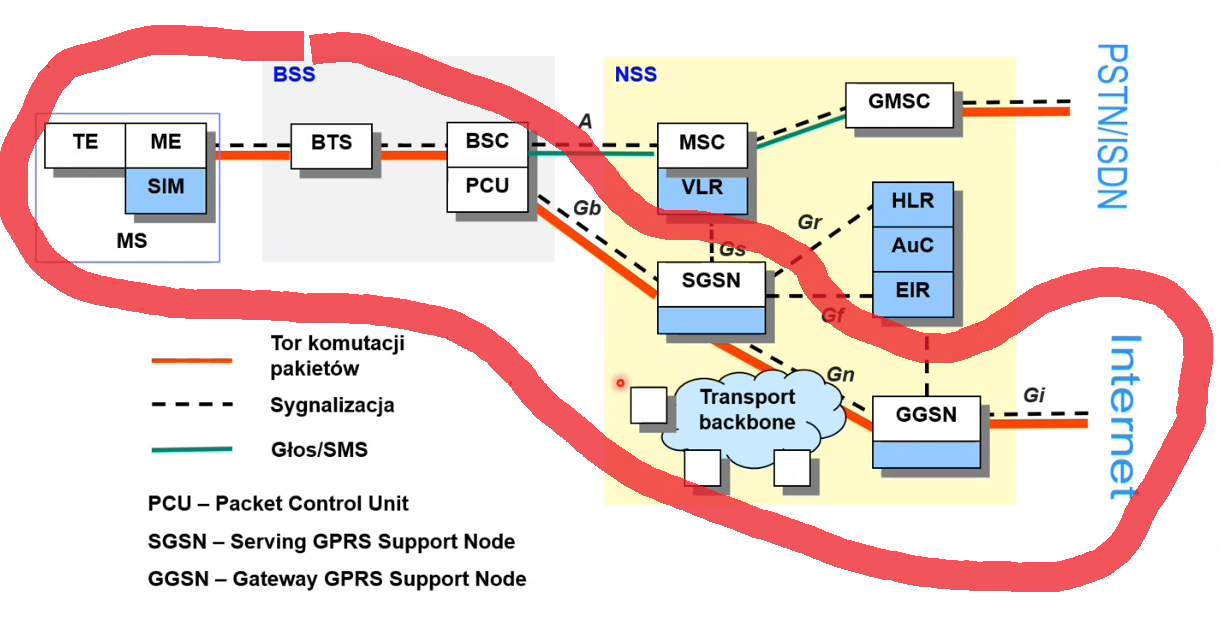 BSS
NSS
PSTN/ISDN
GMSC
A
TE
ME
BTS
BSC
MSC
SIM
PCU
VLR
HLR
Gb
Gr
MS
Gs
AuC
SGSN
EIR
Gf
Tor komutacji
pakietów
Internet
Gn
Transport
backbone
Gi
GGSN
Sygnalizacja
Głos/SMS
PCU – Packet Control Unit
SGSN – Serving GPRS Support Node
GGSN – Gateway GPRS Support Node